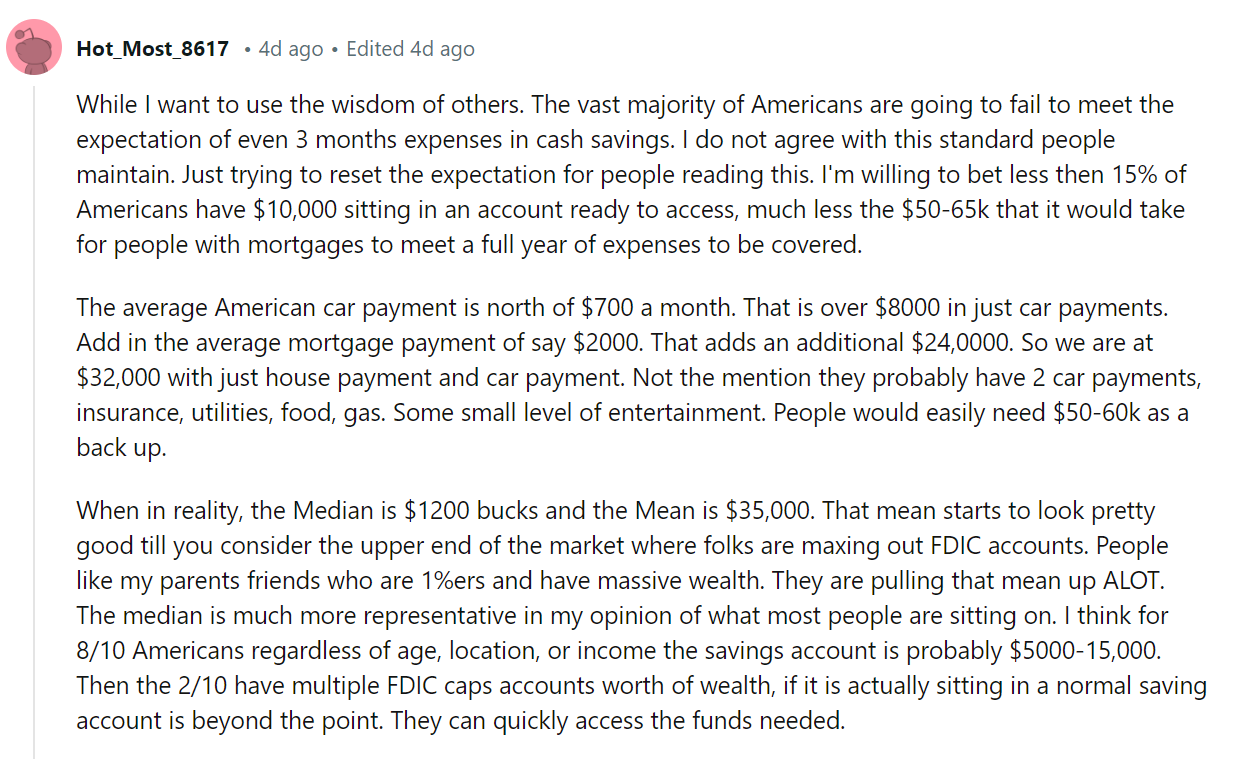 Hot_Most_8617 • 4d ago • Edited 4d ago
While I want to use the wisdom of others. The vast majority of Americans are going to fail to meet the
expectation of even 3 months expenses in cash savings. I do not agree with this standard people
maintain. Just trying to reset the expectation for people reading this. I'm willing to bet less then 15% of
Americans have $10,000 sitting in an account ready to access, much less the $50-65k that it would take
for people with mortgages to meet a full year of expenses to be covered.
The average American car payment is north of $700 a month. That is over $8000 in just car payments.
Add in the average mortgage payment of say $2000. That adds an additional $24,0000. So we are at
$32,000 with just house payment and car payment. Not the mention they probably have 2 car payments,
insurance, utilities, food, gas. Some small level of entertainment. People would easily need $50-60k as a
back up.
When in reality, the Median is $1200 bucks and the Mean is $35,000. That mean starts to look pretty
good till you consider the upper end of the market where folks are maxing out FDIC accounts. People
like my parents friends who are 1%ers and have massive wealth. They are pulling that mean up ALOT.
The median is much more representative in my opinion of what most people are sitting on. I think for
8/10 Americans regardless of age, location, or income the savings account is probably $5000-15,000.
Then the 2/10 have multiple FDIC caps accounts worth of wealth, if it is actually sitting in a normal saving
account is beyond the point. They can quickly access the funds needed.